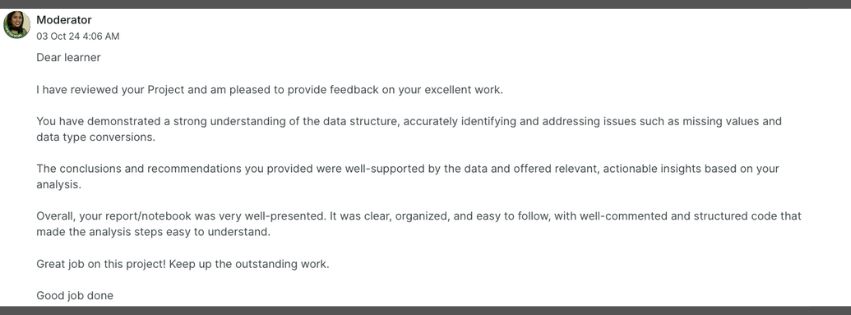 Moderator
03 Oct 24 4:06 AM
Dear learner
I have reviewed your Project and am pleased to provide feedback on your excellent work.
You have demonstrated a strong understanding of the data structure, accurately identifying and addressing issues such as missing values and
data type conversions.
The conclusions and recommendations you provided were well-supported by the data and offered relevant, actionable insights based on your
analysis.
Overall, your report/notebook was very well-presented. It was clear, organized, and easy to follow, with well-commented and structured code that
made the analysis steps easy to understand.
Great job on this project! Keep up the outstanding work.
Good job done